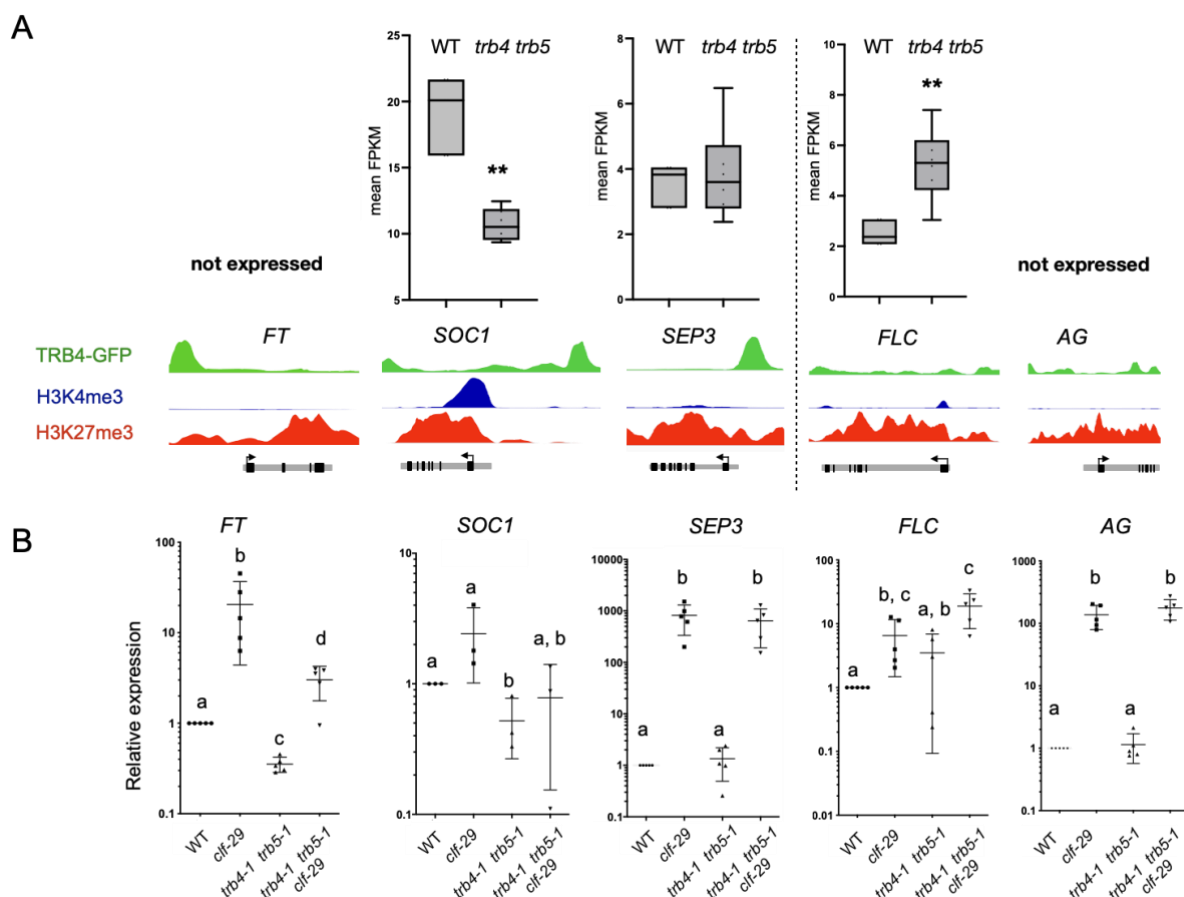 A
WT trb4 trb5
WT trb4 trb5
WT trb4 trb5
25
20
15
10
5
mean FPKM
**
8
6
4
2
0
mean FPKM
10
8
6
4
2
0
mean FPKM
**
not expressed
not expressed
FT
SOC1
SEP3
FLC
AG
TRB4-GFP
H3K4me3
H3K27me3
B
FT
SOC1
SEP3
FLC
AG
Relative expression
100
10
1
0.1
a
b
c
d
WT
clf-29
trb4-1 trb5-1
trb4-1 trb5-1
clf-29
10
1
0.1
a
a
b
a, b
WT
clf-29
trb4-1 trb5-1
trb4-1 trb5-1
clf-29
10000
1000
100
10
1
0.1
a
b
a
b
WT
clf-29
trb4-1 trb5-1
trb4-1 trb5-1
clf-29
100
10
1
0.1
0.01
a
b, c
a, b
c
WT
clf-29
trb4-1 trb5-1
trb4-1 trb5-1
clf-29
1000
100
10
1
0.1
a
b
a
b
WT
clf-29
trb4-1 trb5-1
trb4-1 trb5-1
clf-29